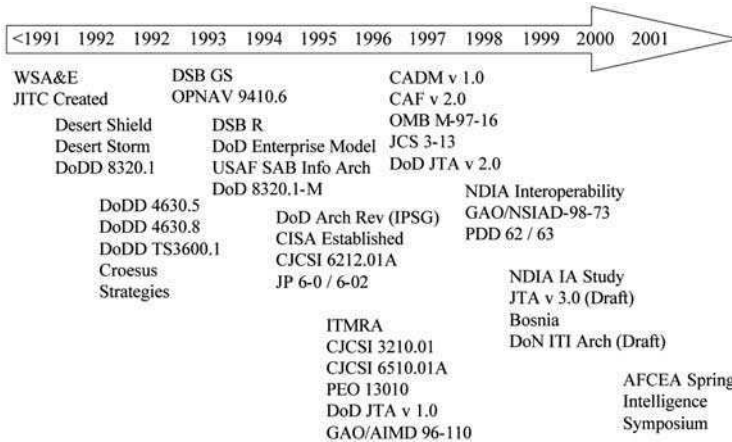 <1991 1992 1992 1993 1994 1995 1996 1997 1998 1999 2000 2001
WSA&E
JITC Created
Desert Shield
Desert Storm
DoDD 8320.1
DoDD 4630.5
DoDD 4630.8
DoDD TS3600.1
Croesus
Strategies
DSB GS
OPNAV 9410.6
DSB R
DoD Enterprise Model
USAF SAB Info Arch
DoD 8320.1-M
DoD Arch Rev (IPSG)
CISA Established
CJCSI 6212.01A
JP 6-0 / 6-02
ITMRA
CJCSI 3210.01
CJCSI 6510.01A
PEO 13010
DoD JTA v 1.0
GAO/AIMD 96-110
CADM v 1.0
CAF v 2.0
OMB M-97-16
JCS 3-13
DoD JTA v 2.0
NDIA Interoperability
GAO/NSIAD-98-73
PDD 62 / 63
NDIA IA Study
JTA v 3.0 (Draft)
Bosnia
DoN ITI Arch (Draft)
AFCEA Spring
Intelligence
Symposium